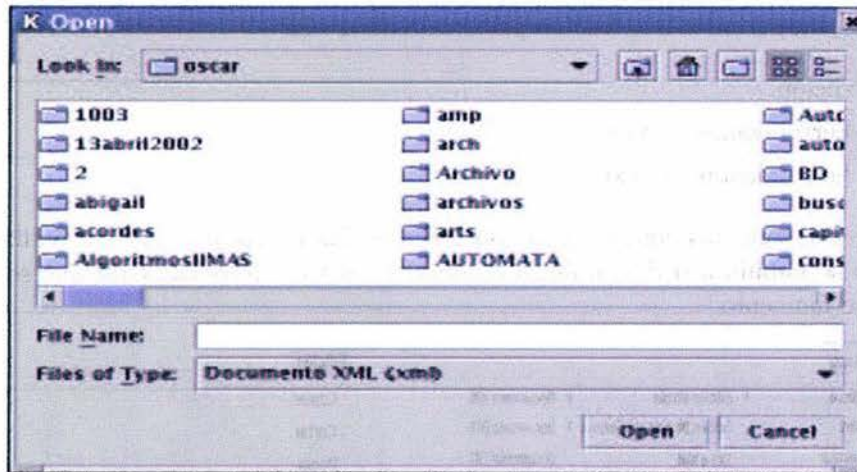 K Open
Look In: oscar
1003 amp
13abril2002 arch
2 Archivo BD
abigail archivos
acordes arts
AlgoritmosIIMAS AUTOMATA
File Name:
Files of Type: Documento XML (xml)
Open Cancel